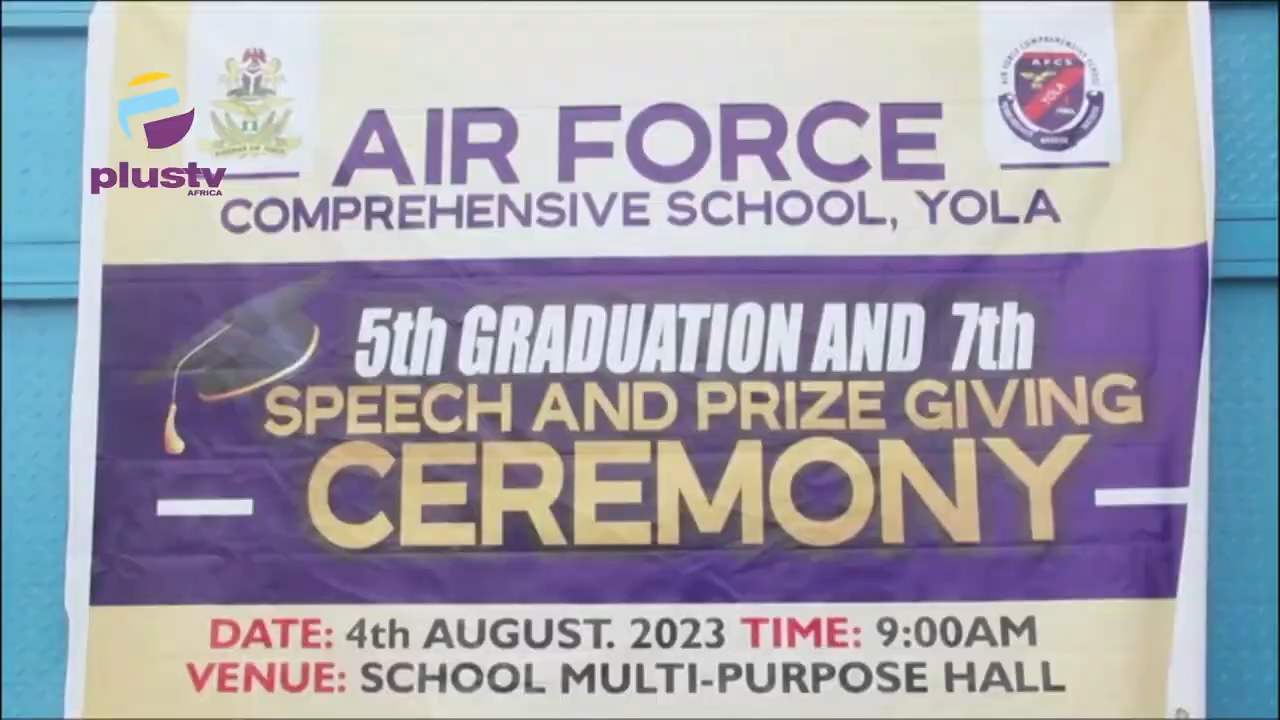 plustv
AFRICA
AFCS
YOLA
AIR FORCE
COMPREHENSIVE SCHOOL, YOLA
5th GRADUATION AND 7th
SPEECH AND PRIZE GIVING
CEREMONY
DATE: 4th AUGUST. 2023 TIME: 9:00AM
VENUE: SCHOOL MULTI-PURPOSE HALL